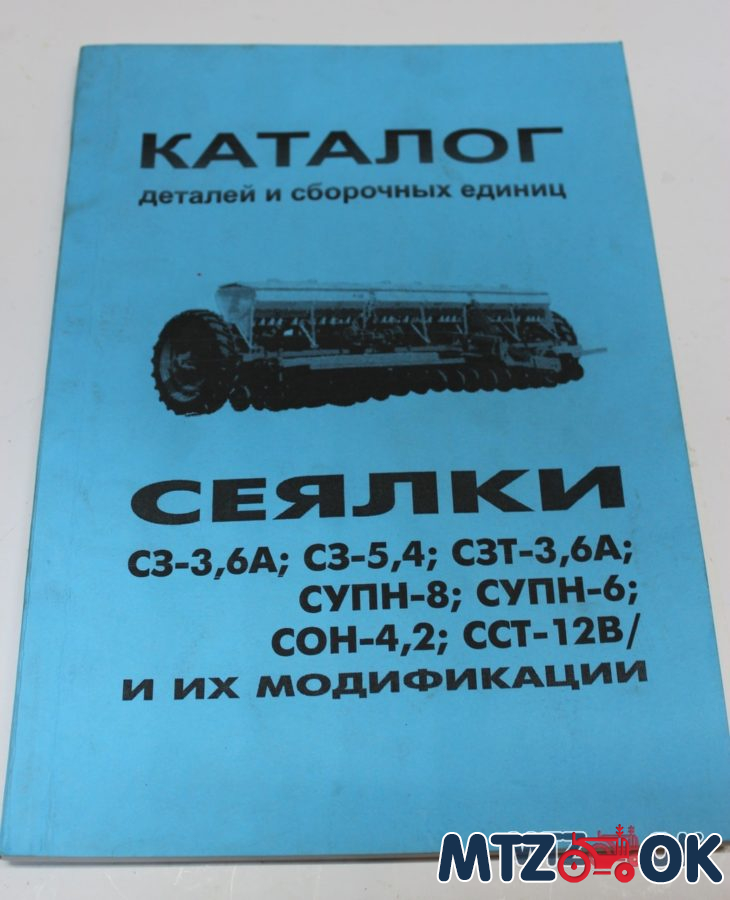 КАТАЛОГ
деталей и сборочных единиц
СЕЯЛКИ
СЗ-3,6А; СЗ-5,4; СЗТ-3,6А;
СУПН-8; СУПН-6;
СОН-4,2; ССТ-12В/
И ИХ МОДИФИКАЦИИ
MTZ OK